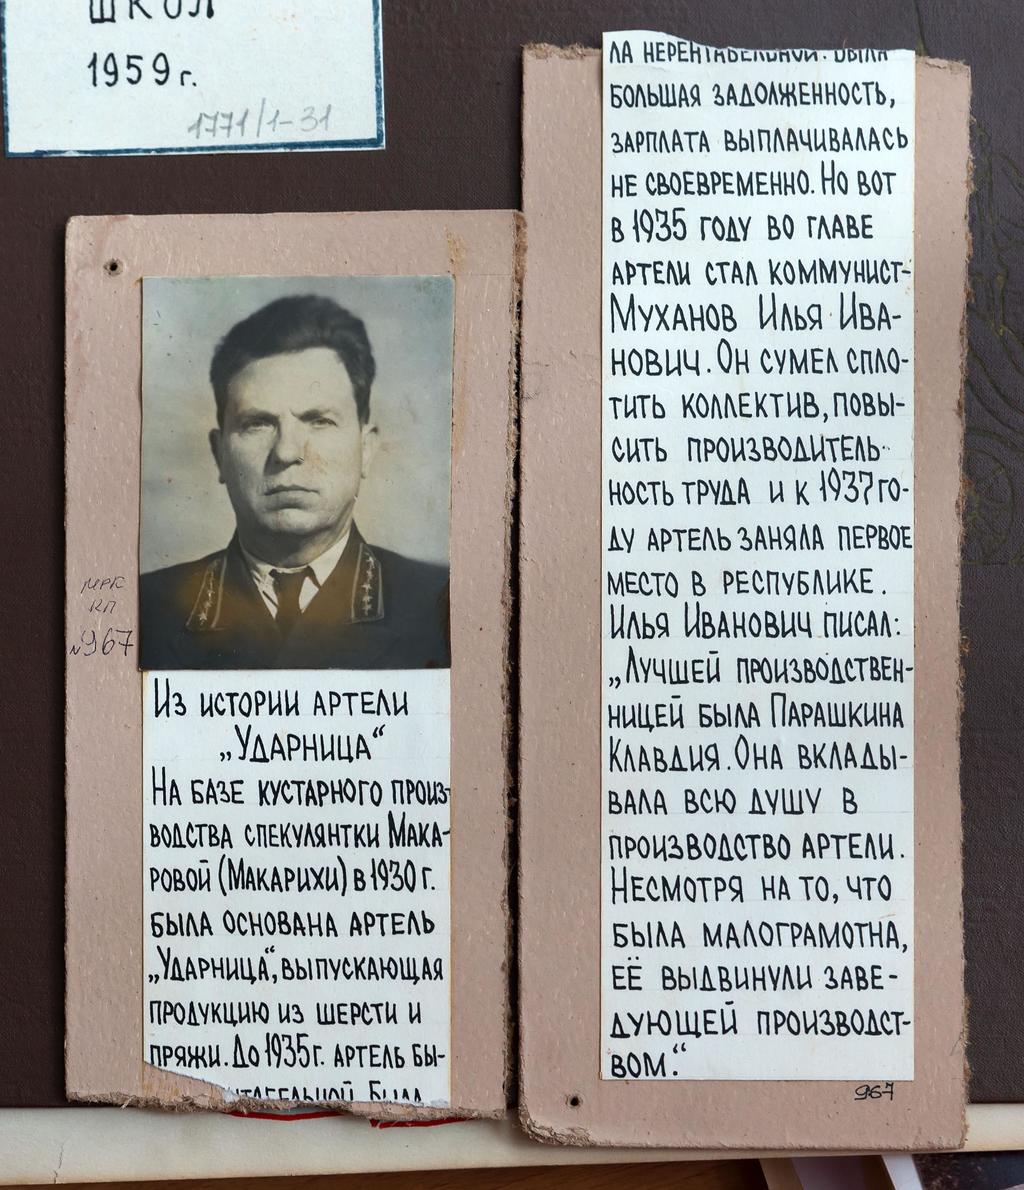 ШКОЛ
1959 г.
1771/1-31
МРК
КП
№967
Из истории артели
„Ударница“
На базе кустарного произ-
водства спекулянтки Мака-
ровой (Макарихи) в 1930 г.
была основана артель
„Ударница“, выпускающая
продукцию из шерсти и
пряжи. До 1935 г. артель бы-
нтабельной. Была
ла нерентабельной. Была
большая задолженность,
зарплата выплачивалась
не своевременно. Но вот
в 1935 году во главе
артели стал коммунист-
Муханов Илья Ива-
нович. Он сумел спло-
тить коллектив, повы-
сить производитель-
ность труда и к 1937 го-
ду артель заняла первое
место в республике.
Илья Иванович писал:
„Лучшей производствен-
ницей была Парашкина
Клавдия. Она вклады-
вала всю душу в
производство артели.
Несмотря на то, что
была малограмотна,
её выдвинули заве-
дующей производст-
вом.“
967